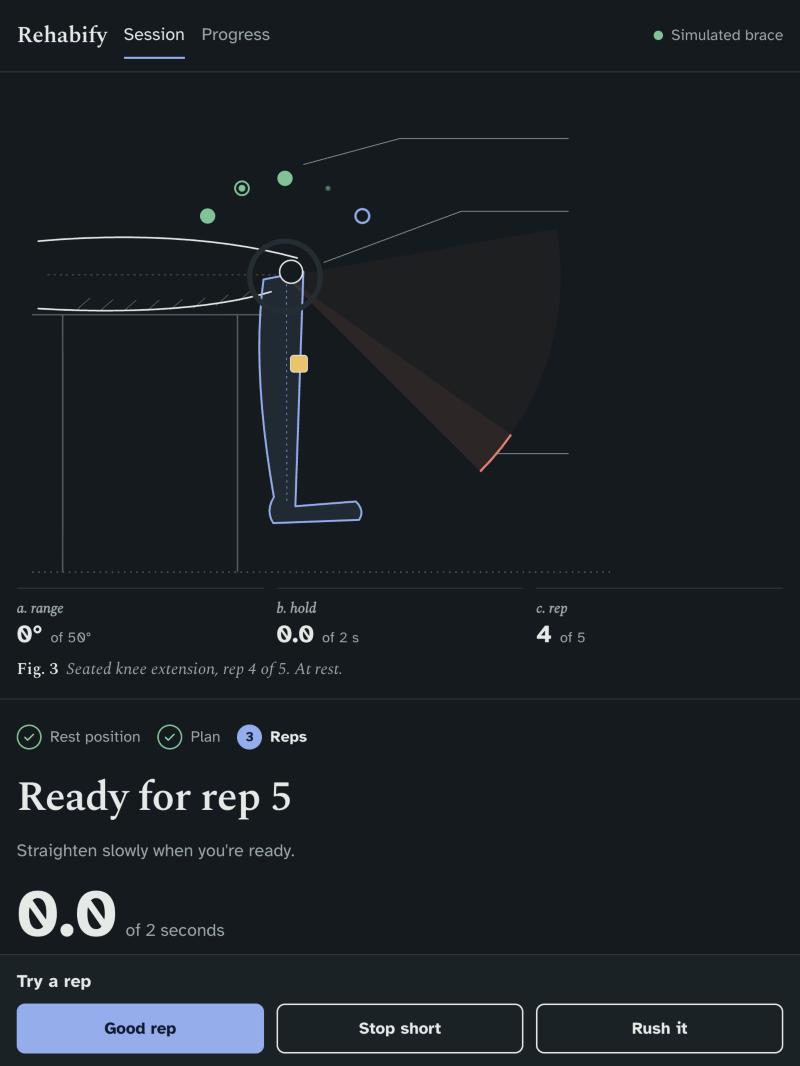 Rehabify Session Progress Simulated brace
a. range b. hold c. rep
0° of 50° 0.0 of 2 s 4 of 5
Fig. 3 Seated knee extension, rep 4 of 5. At rest.
Rest position Plan 3 Reps
Ready for rep 5
Straighten slowly when you're ready.
0.0 of 2 seconds
Try a rep
Good rep Stop short Rush it